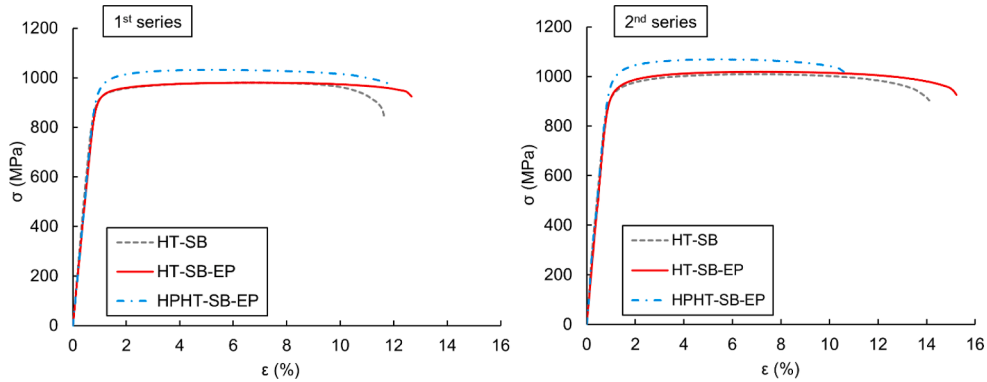 1st series
1200
1000
800
600
400
200
0
σ (MPa)
0 2 4 6 8 10 12 14 16
ε (%)
HT-SB
HT-SB-EP
HPHT-SB-EP
2nd series
1200
1000
800
600
400
200
0
σ (MPa)
0 2 4 6 8 10 12 14 16
ε (%)
HT-SB
HT-SB-EP
HPHT-SB-EP